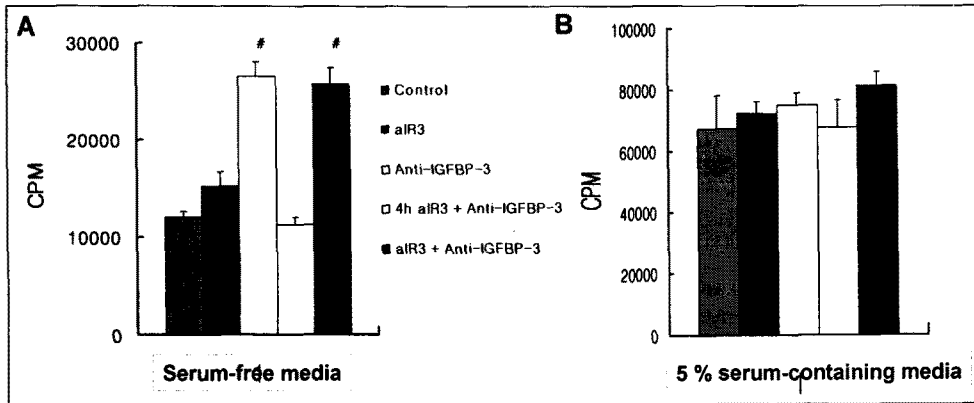 A
CPM
30000
20000
10000
0
# #
Control
aIR3
Anti-IGFBP-3
4h aIR3 + Anti-IGFBP-3
aIR3 + Anti-IGFBP-3
Serum-free media
B
CPM
100000
80000
60000
40000
20000
0
5 % serum-containing media